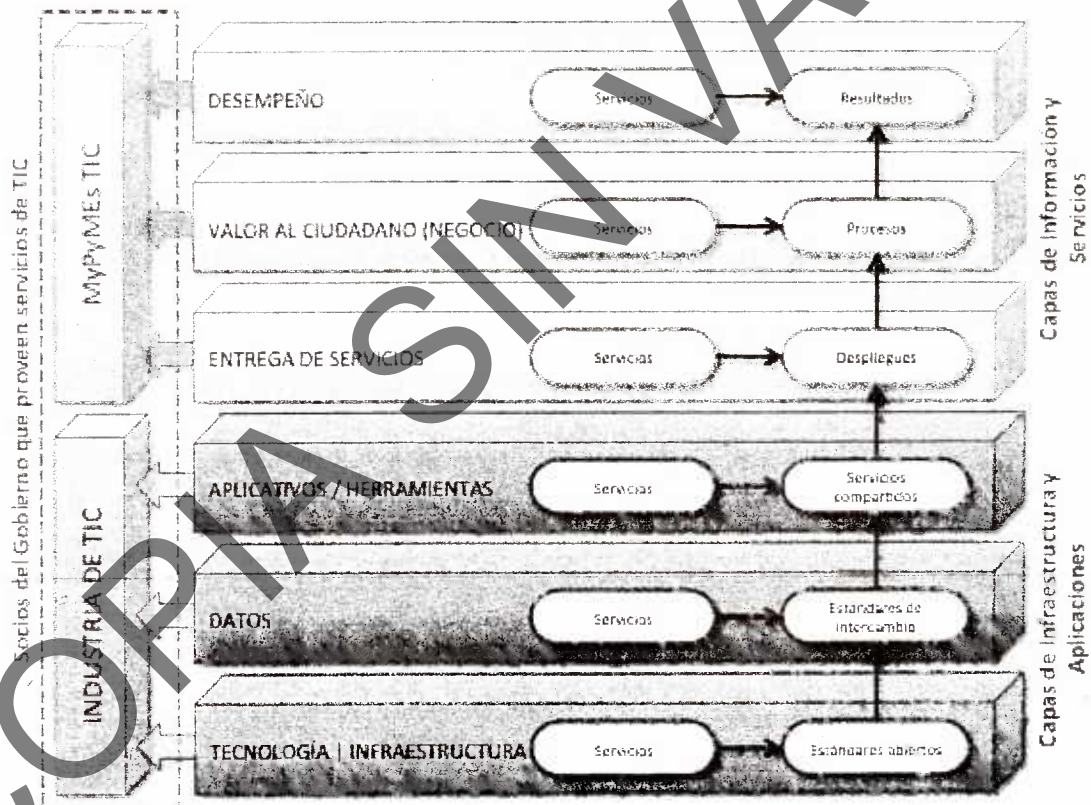 Socios del Gobierno que proveen servicios de TIC
MyPyMEs TIC
INDUSTRIA DE TIC
DESEMPEÑO
Servicios
Resultados
VALOR AL CIUDADANO (NEGOCIO)
Servicios
Procesos
ENTREGA DE SERVICIOS
Servicios
Despliegues
APLICATIVOS / HERRAMIENTAS
Servicios
Servicios
compartidos
DATOS
Servicios
Estándares de
intercambio
TECNOLOGÍA | INFRAESTRUCTURA
Servicios
Estándares abiertos
Capas de Información y
Servicios
Capas de Infraestructura y
Aplicaciones
COPIA SIN VA